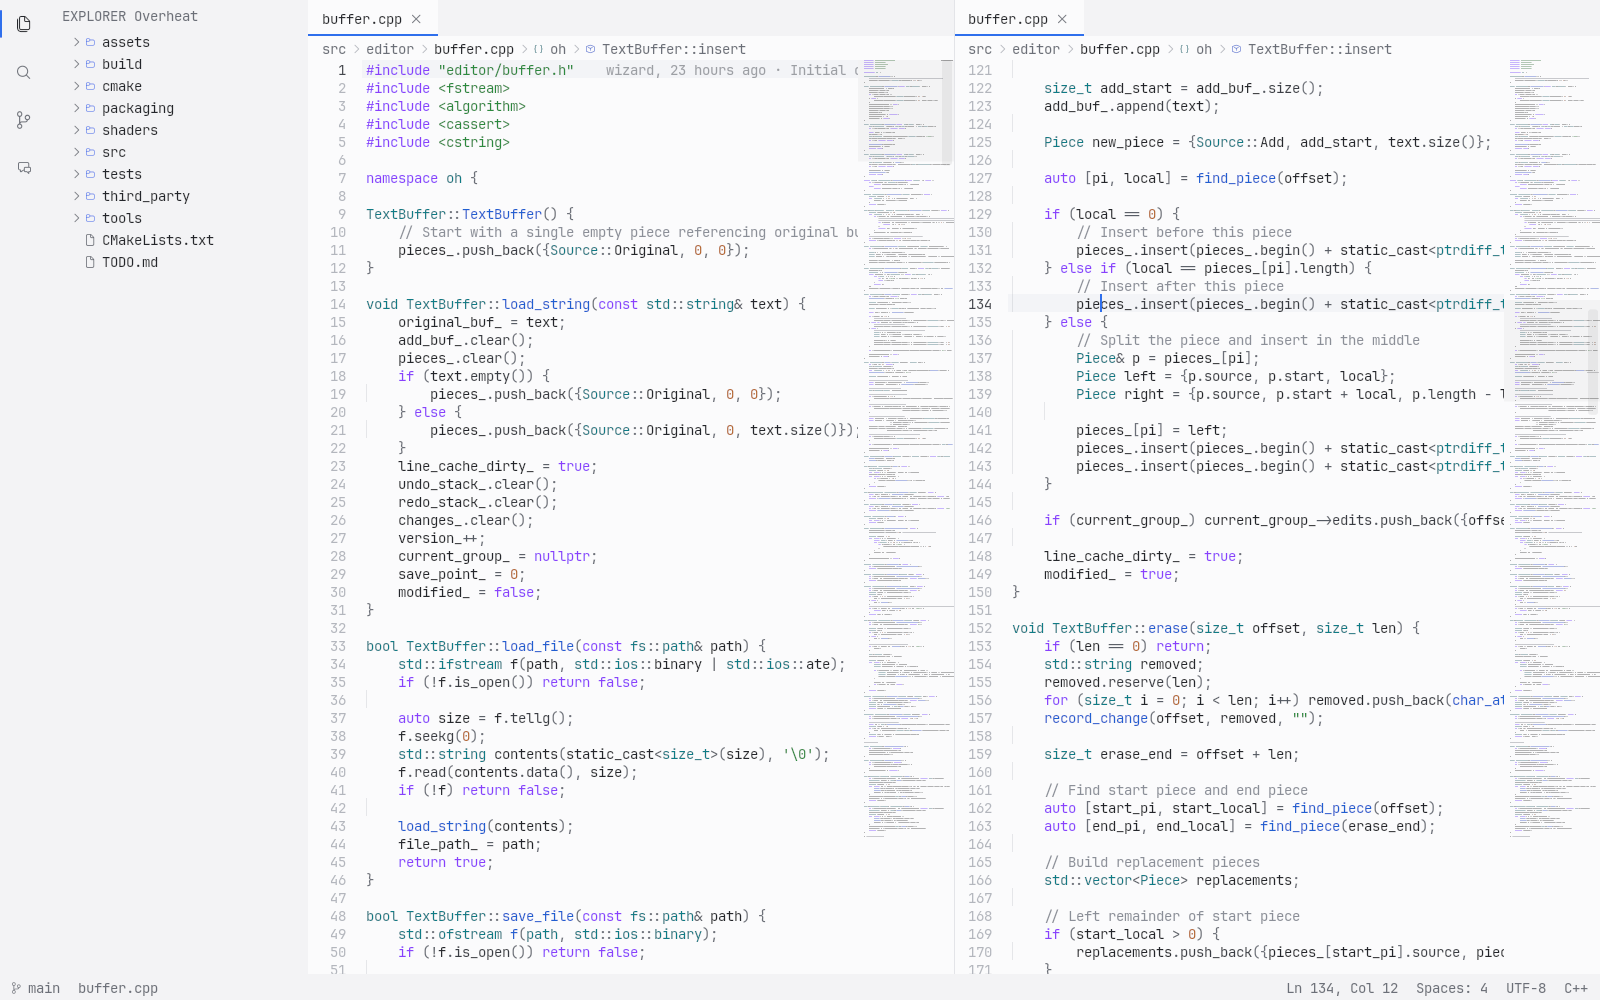 EXPLORER Overheat
assets
build
cmake
packaging
shaders
src
tests
third_party
tools
CMakeLists.txt
TODO.md
buffer.cpp
src editor buffer.cpp oh TextBuffer::insert
1 #include "editor/buffer.h" wizard, 23 hours ago · Initial
2 #include <fstream>
3 #include <algorithm>
4 #include <cassert>
5 #include <cstring>
6
7 namespace oh {
8
9 TextBuffer::TextBuffer() {
10 // Start with a single empty piece referencing original bu
11 pieces_.push_back({Source::Original, 0, 0});
12 }
13
14 void TextBuffer::load_string(const std::string& text) {
15 original_buf_ = text;
16 add_buf_.clear();
17 pieces_.clear();
18 if (text.empty()) {
19 pieces_.push_back({Source::Original, 0, 0});
20 } else {
21 pieces_.push_back({Source::Original, 0, text.size()});
22 }
23 line_cache_dirty_ = true;
24 undo_stack_.clear();
25 redo_stack_.clear();
26 changes_.clear();
27 version_++;
28 current_group_ = nullptr;
29 save_point_ = 0;
30 modified_ = false;
31 }
32
33 bool TextBuffer::load_file(const fs::path& path) {
34 std::ifstream f(path, std::ios::binary | std::ios::ate);
35 if (!f.is_open()) return false;
36
37 auto size = f.tellg();
38 f.seekg(0);
39 std::string contents(static_cast<size_t>(size), '\0');
40 f.read(contents.data(), size);
41 if (!f) return false;
42
43 load_string(contents);
44 file_path_ = path;
45 return true;
46 }
47
48 bool TextBuffer::save_file(const fs::path& path) {
49 std::ofstream f(path, std::ios::binary);
50 if (!f.is_open()) return false;
51
buffer.cpp
src editor buffer.cpp oh TextBuffer::insert
121
122 size_t add_start = add_buf_.size();
123 add_buf_.append(text);
124
125 Piece new_piece = {Source::Add, add_start, text.size()};
126
127 auto [pi, local] = find_piece(offset);
128
129 if (local == 0) {
130 // Insert before this piece
131 pieces_.insert(pieces_.begin() + static_cast<ptrdiff_t
132 } else if (local == pieces_[pi].length) {
133 // Insert after this piece
134 pieces_.insert(pieces_.begin() + static_cast<ptrdiff_t
135 } else {
136 // Split the piece and insert in the middle
137 Piece& p = pieces_[pi];
138 Piece left = {p.source, p.start, local};
139 Piece right = {p.source, p.start + local, p.length - l
140
141 pieces_[pi] = left;
142 pieces_.insert(pieces_.begin() + static_cast<ptrdiff_t
143 pieces_.insert(pieces_.begin() + static_cast<ptrdiff_t
144 }
145
146 if (current_group_) current_group_->edits.push_back({offse
147
148 line_cache_dirty_ = true;
149 modified_ = true;
150 }
151
152 void TextBuffer::erase(size_t offset, size_t len) {
153 if (len == 0) return;
154 std::string removed;
155 removed.reserve(len);
156 for (size_t i = 0; i < len; i++) removed.push_back(char_at
157 record_change(offset, removed, "");
158
159 size_t erase_end = offset + len;
160
161 // Find start piece and end piece
162 auto [start_pi, start_local] = find_piece(offset);
163 auto [end_pi, end_local] = find_piece(erase_end);
164
165 // Build replacement pieces
166 std::vector<Piece> replacements;
167
168 // Left remainder of start piece
169 if (start_local > 0) {
170 replacements.push_back({pieces_[start_pi].source, piec
171 }
main buffer.cpp Ln 134, Col 12 Spaces: 4 UTF-8 C++